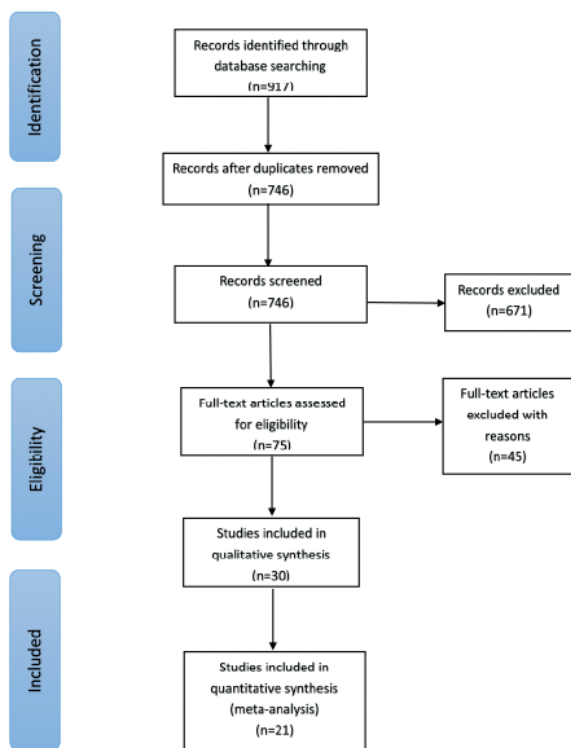 Identification
Records identified through
database searching
(n=917)
Records after duplicates removed
(n=746)
Screening
Records screened
(n=746)
Records excluded
(n=671)
Eligibility
Full-text articles assessed
for eligibility
(n=75)
Full-text articles
excluded with
reasons
(n=45)
Studies included in
qualitative synthesis
(n=30)
Included
Studies included in
quantitative synthesis
(meta-analysis)
(n=21)